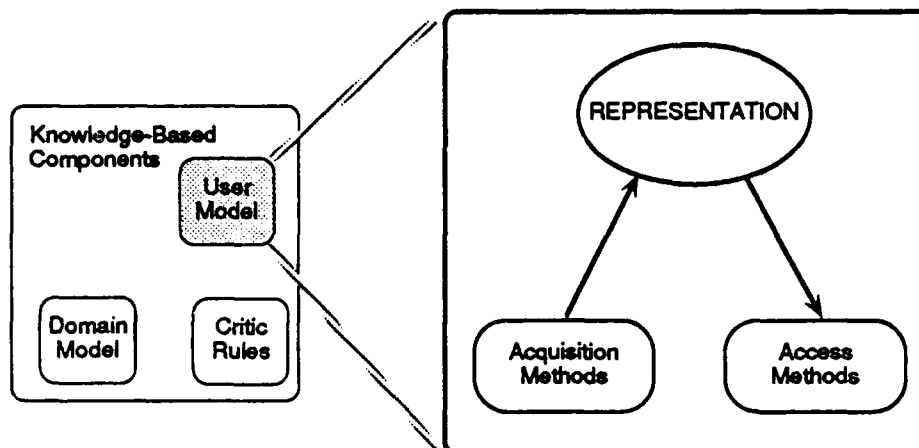 Knowledge-Based
Components
User
Model
Domain
Model
Critic
Rules
REPRESENTATION
Acquisition
Methods
Access
Methods